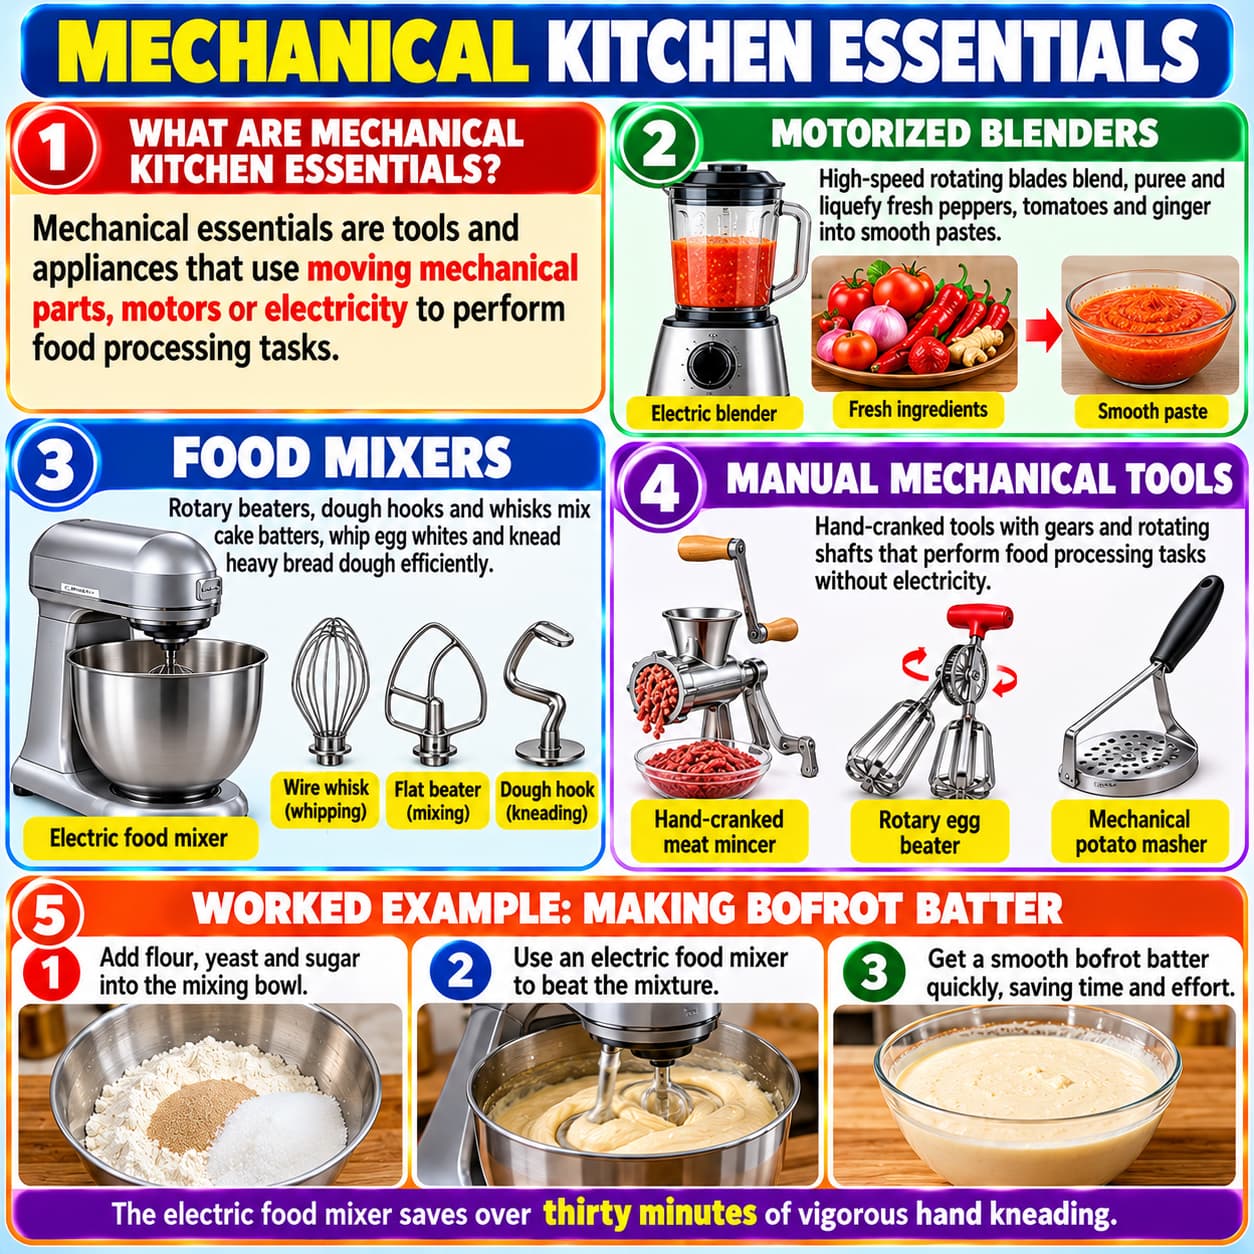 MECHANICAL KITCHEN ESSENTIALS
1
WHAT ARE MECHANICAL
KITCHEN ESSENTIALS?
Mechanical essentials are tools and
appliances that use moving mechanical
parts, motors or electricity to perform
food processing tasks.
2
MOTORIZED BLENDERS
High-speed rotating blades blend, puree and
liquefy fresh peppers, tomatoes and ginger
into smooth pastes.
Electric blender
Fresh ingredients
Smooth paste
3
FOOD MIXERS
Rotary beaters, dough hooks and whisks mix
cake batters, whip egg whites and knead
heavy bread dough efficiently.
Electric food mixer
Wire whisk
(whipping)
Flat beater
(mixing)
Dough hook
(kneading)
4
MANUAL MECHANICAL TOOLS
Hand-cranked tools with gears and rotating
shafts that perform food processing tasks
without electricity.
Hand-cranked
meat mincer
Rotary egg
beater
Mechanical
potato masher
5
WORKED EXAMPLE: MAKING BOFROT BATTER
1
Add flour, yeast and sugar
into the mixing bowl.
2
Use an electric food mixer
to beat the mixture.
3
Get a smooth bofrot batter
quickly, saving time and effort.
The electric food mixer saves over thirty minutes of vigorous hand kneading.